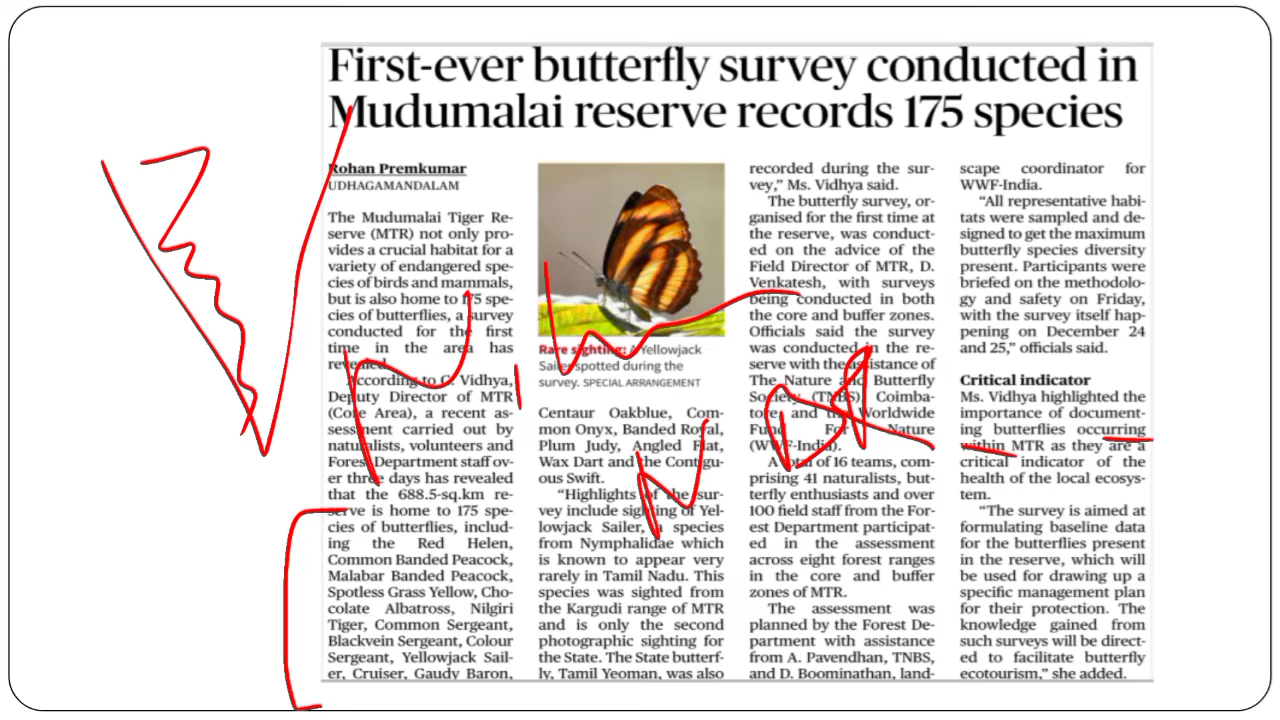 First-ever butterfly survey conducted in
Mudumalai reserve records 175 species
Rohan Premkumar
UDHAGAMANDALAM
The Mudumalai Tiger Re-
serve (MTR) not only pro-
vides a crucial habitat for a
variety of endangered spe-
cies of birds and mammals,
but is also home to 175 spe-
cies of butterflies, a survey
conducted for the first
time in the area has
revealed.
According to C. Vidhya,
Deputy Director of MTR
(Core Area), a recent as-
sessment carried out by
naturalists, volunteers and
Forest Department staff ov-
er three days has revealed
that the 688.5-sq.km re-
serve is home to 175 spe-
cies of butterflies, includ-
ing the Red Helen,
Common Banded Peacock,
Malabar Banded Peacock,
Spotless Grass Yellow, Cho-
colate Albatross, Nilgiri
Tiger, Common Sergeant,
Blackvein Sergeant, Colour
Sergeant, Yellowjack Sail-
er, Cruiser, Gaudy Baron,
Rare sighting: A Yellowjack
Sailer spotted during the
survey. SPECIAL ARRANGEMENT
Centaur Oakblue, Com-
mon Onyx, Banded Royal,
Plum Judy, Angled Flat,
Wax Dart and the Contigu-
ous Swift.
“Highlights of the sur-
vey include sighting of Yel-
lowjack Sailer, a species
from Nymphalidae which
is known to appear very
rarely in Tamil Nadu. This
species was sighted from
the Kargudi range of MTR
and is only the second
photographic sighting for
the State. The State butterf-
ly, Tamil Yeoman, was also
recorded during the sur-
vey,” Ms. Vidhya said.
The butterfly survey, or-
ganised for the first time at
the reserve, was conduct-
ed on the advice of the
Field Director of MTR, D.
Venkatesh, with surveys
being conducted in both
the core and buffer zones.
Officials said the survey
was conducted in the re-
serve with the assistance of
The Nature and Butterfly
Society (TNBS), Coimba-
tore, and the Worldwide
Fund For Nature
(WWF-India).
A total of 16 teams, com-
prising 41 naturalists, but-
terfly enthusiasts and over
100 field staff from the For-
est Department participat-
ed in the assessment
across eight forest ranges
in the core and buffer
zones of MTR.
The assessment was
planned by the Forest De-
partment with assistance
from A. Pavendhan, TNBS,
and D. Boominathan, land-
scape coordinator for
WWF-India.
“All representative habi-
tats were sampled and de-
signed to get the maximum
butterfly species diversity
present. Participants were
briefed on the methodolo-
gy and safety on Friday,
with the survey itself hap-
pening on December 24
and 25,” officials said.
Critical indicator
Ms. Vidhya highlighted the
importance of document-
ing butterflies occurring
within MTR as they are a
critical indicator of the
health of the local ecosys-
tem.
“The survey is aimed at
formulating baseline data
for the butterflies present
in the reserve, which will
be used for drawing up a
specific management plan
for their protection. The
knowledge gained from
such surveys will be direct-
ed to facilitate butterfly
ecotourism,” she added.